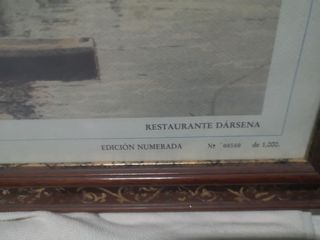 RESTAURANTE DÁRSENA
EDICIÓN NUMERADA Nº de 1,000.